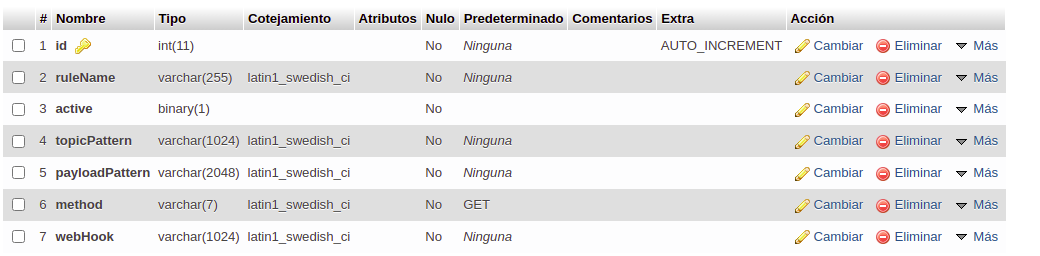 # Nombre Tipo Cotejamiento Atributos Nulo Predeterminado Comentarios Extra Acción
1 id int(11) No Ninguna AUTO_INCREMENT Cambiar Eliminar Más
2 ruleName varchar(255) latin1_swedish_ci No Ninguna Cambiar Eliminar Más
3 active binary(1) No Cambiar Eliminar Más
4 topicPattern varchar(1024) latin1_swedish_ci No Ninguna Cambiar Eliminar Más
5 payloadPattern varchar(2048) latin1_swedish_ci No Ninguna Cambiar Eliminar Más
6 method varchar(7) latin1_swedish_ci No GET Cambiar Eliminar Más
7 webHook varchar(1024) latin1_swedish_ci No Ninguna Cambiar Eliminar Más